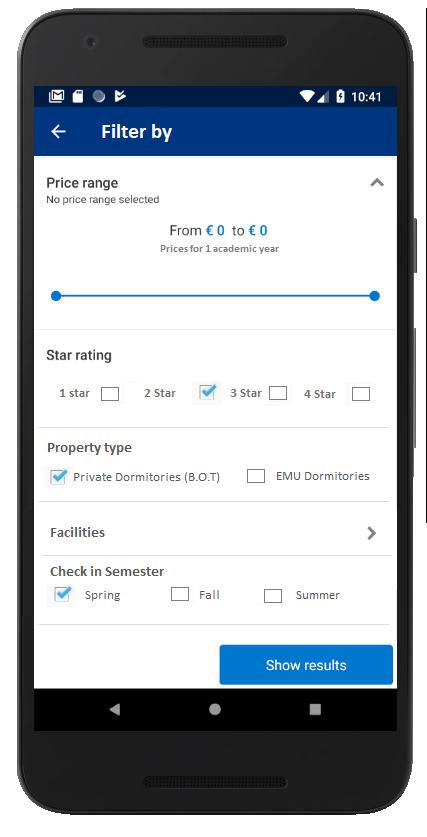 10:41
Filter by
Price range
No price range selected
From € 0 to € 0
Prices for 1 academic year
Star rating
1 star 2 Star 3 Star 4 Star
Property type
Private Dormitories (B.O.T) EMU Dormitories
Facilities
Check in Semester
Spring Fall Summer
Show results